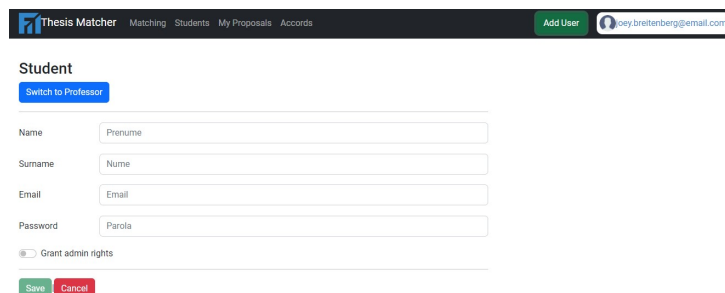 Thesis Matcher Matching Students My Proposals Accords Add User joey.breitenberg@email.com
Student
Switch to Professor
Name Prenume
Surname Nume
Email Email
Password Parola
Grant admin rights
Save Cancel